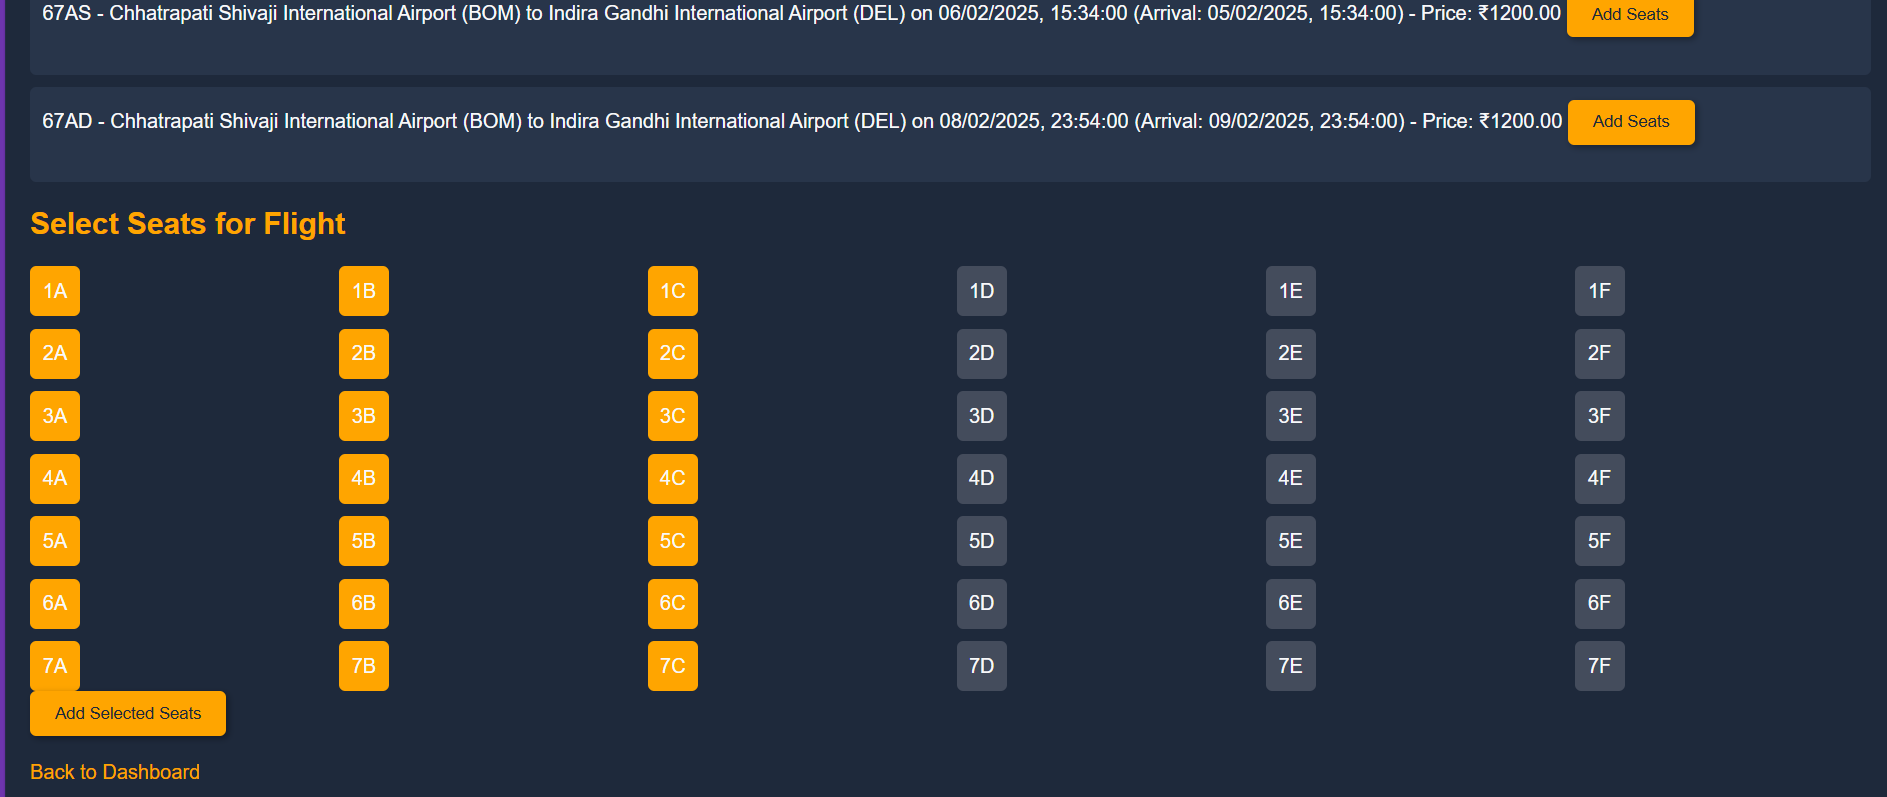 67AS - Chhatrapati Shivaji International Airport (BOM) to Indira Gandhi International Airport (DEL) on 06/02/2025, 15:34:00 (Arrival: 05/02/2025, 15:34:00) - Price: ₹1200.00 Add Seats
67AD - Chhatrapati Shivaji International Airport (BOM) to Indira Gandhi International Airport (DEL) on 08/02/2025, 23:54:00 (Arrival: 09/02/2025, 23:54:00) - Price: ₹1200.00 Add Seats
Select Seats for Flight
1A 1B 1C 1D 1E 1F
2A 2B 2C 2D 2E 2F
3A 3B 3C 3D 3E 3F
4A 4B 4C 4D 4E 4F
5A 5B 5C 5D 5E 5F
6A 6B 6C 6D 6E 6F
7A 7B 7C 7D 7E 7F
Add Selected Seats
Back to Dashboard